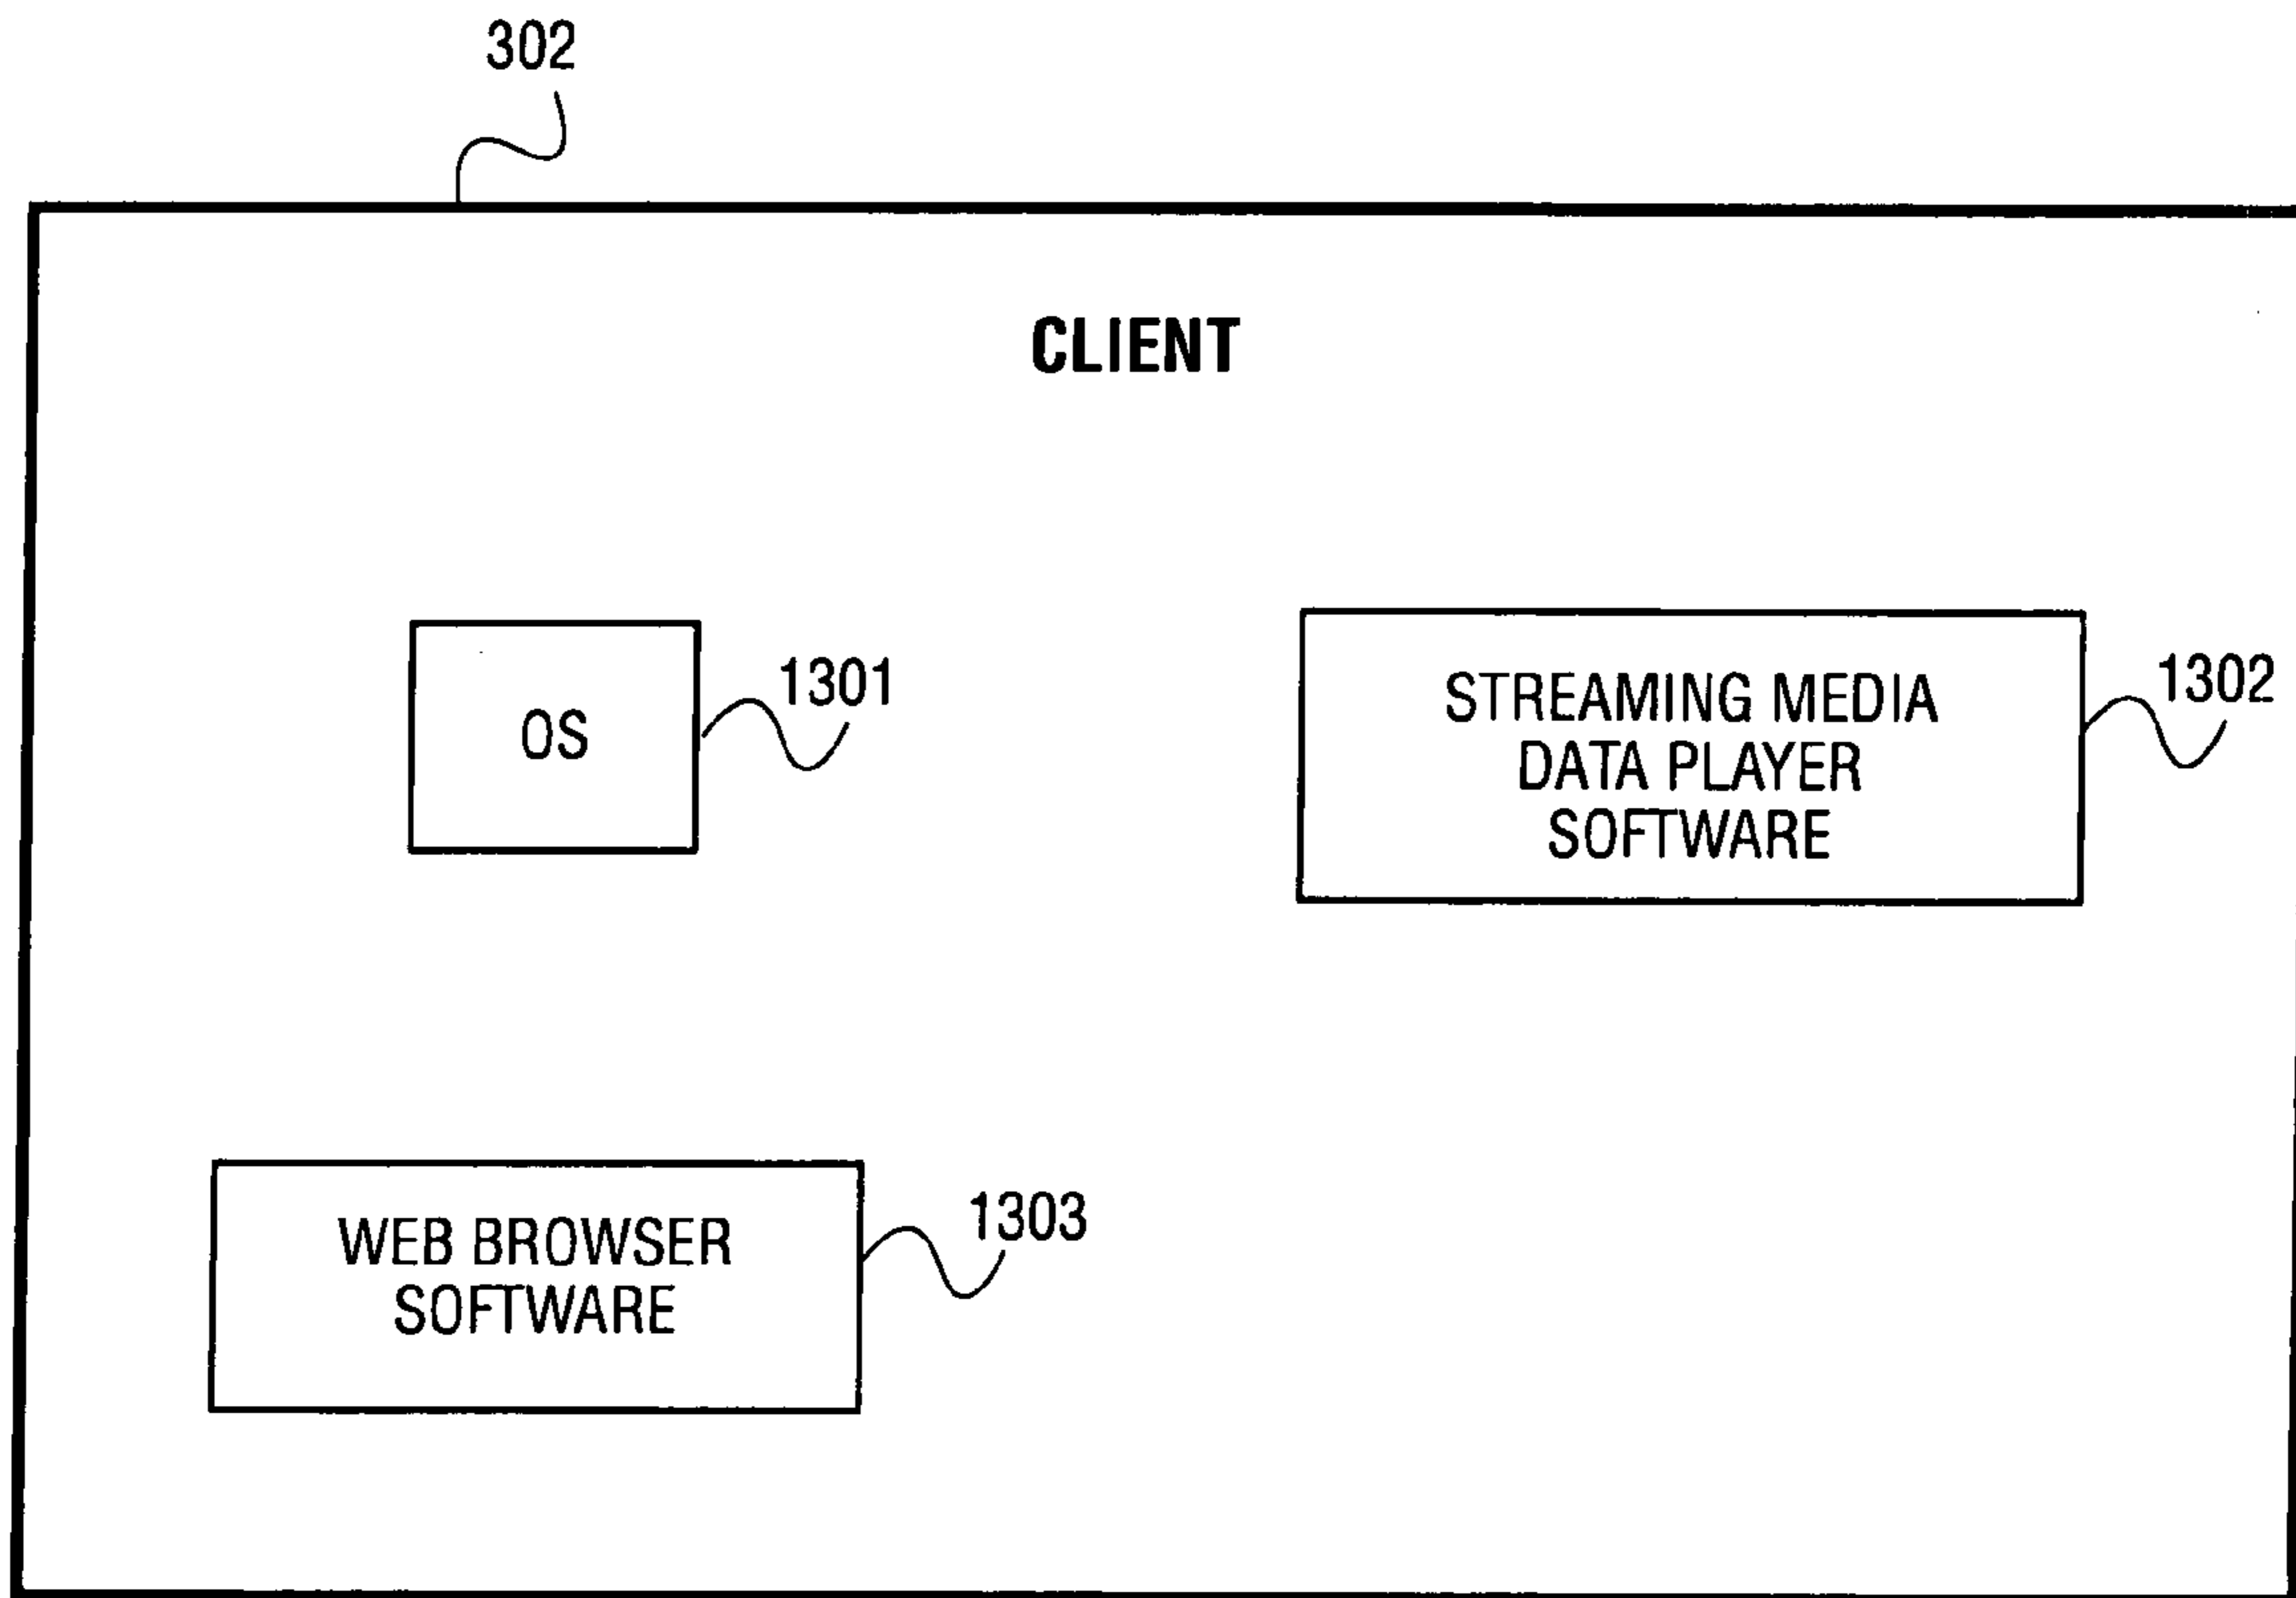 302
CLIENT
OS
1301
STREAMING MEDIA
DATA PLAYER
SOFTWARE
1302
WEB BROWSER
SOFTWARE
1303